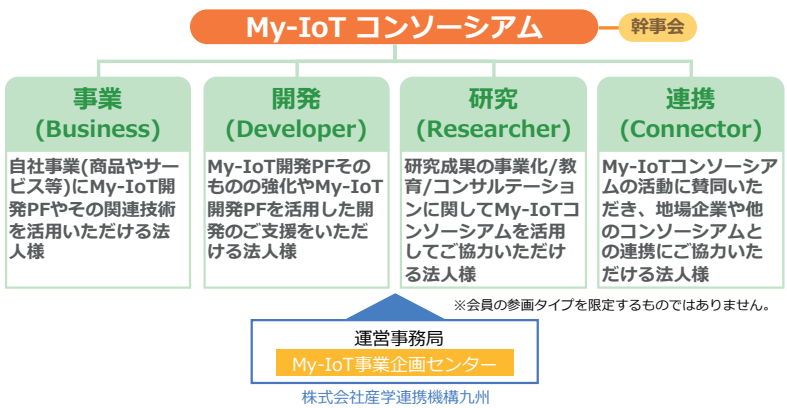 My-IoT コンソーシアム
幹事会
事業
(Business)
自社事業(商品やサー
ビス等)にMy-IoT開
発PFやその関連技術
を活用いただける法
人様
開発
(Developer)
My-IoT開発PFその
ものの強化やMy-IoT
開発PFを活用した開
発のご支援をいただ
ける法人様
研究
(Researcher)
研究成果の事業化/教
育/コンサルテーショ
ンに関してMy-IoTコ
ンソーシアムを活用
してご協力いただけ
る法人様
連携
(Connector)
My-IoTコンソーシア
ムの活動に賛同いた
だき、地場企業や他
のコンソーシアムと
の連携にご協力いた
だける法人様
※会員の参画タイプを限定するものではありません。
運営事務局
My-IoT事業企画センター
株式会社産学連携機構九州